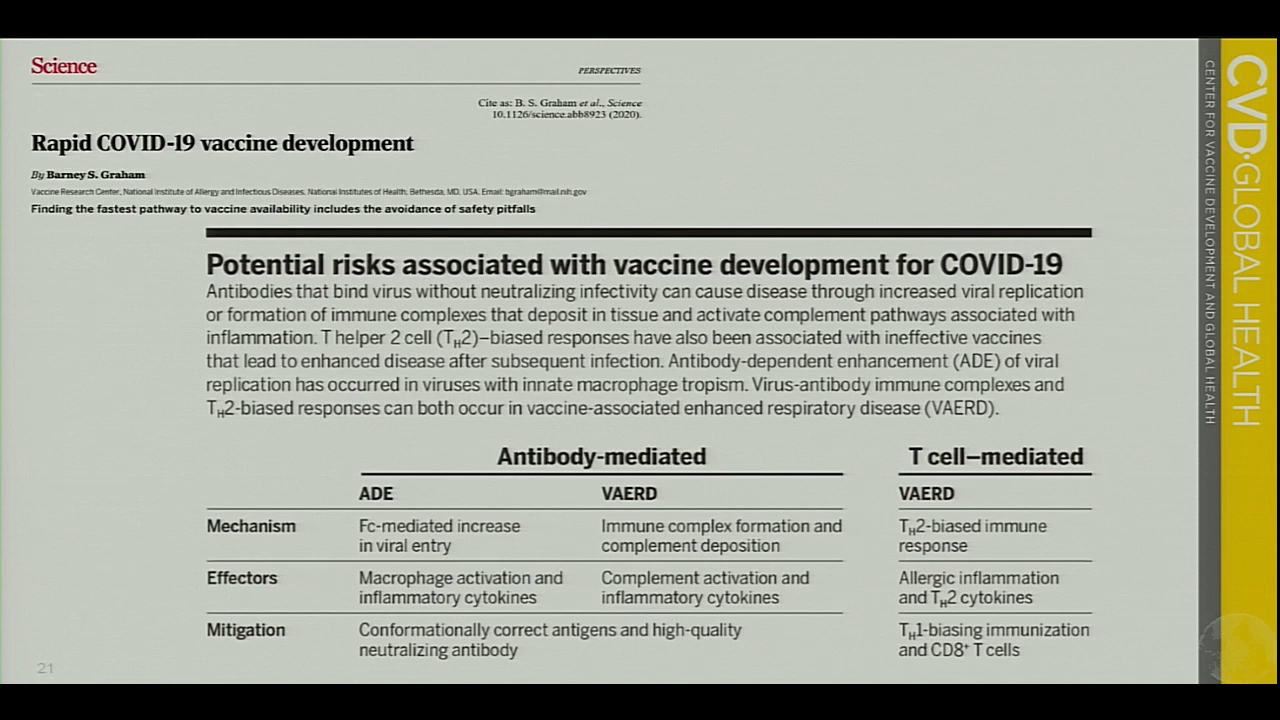 Science
PERSPECTIVES
Cite as: B. S. Graham et al., Science
10.1126/science.abb8923 (2020).
Rapid COVID-19 vaccine development
By Barney S. Graham
Vaccine Research Center, National Institute of Allergy and Infectious Diseases, National Institutes of Health, Bethesda, MD, USA. Email: bgraham@mail.nih.gov
Finding the fastest pathway to vaccine availability includes the avoidance of safety pitfalls
Potential risks associated with vaccine development for COVID-19
Antibodies that bind virus without neutralizing infectivity can cause disease through increased viral replication
or formation of immune complexes that deposit in tissue and activate complement pathways associated with
inflammation. T helper 2 cell (TH2)–biased responses have also been associated with ineffective vaccines
that lead to enhanced disease after subsequent infection. Antibody-dependent enhancement (ADE) of viral
replication has occurred in viruses with innate macrophage tropism. Virus-antibody immune complexes and
TH2-biased responses can both occur in vaccine-associated enhanced respiratory disease (VAERD).
Antibody-mediated T cell–mediated
ADE VAERD VAERD
Mechanism Fc-mediated increase Immune complex formation and TH2-biased immune
in viral entry complement deposition response
Effectors Macrophage activation and Complement activation and Allergic inflammation
inflammatory cytokines inflammatory cytokines and TH2 cytokines
Mitigation Conformationally correct antigens and high-quality TH1-biasing immunization
neutralizing antibody and CD8+ T cells
21
CVD·GLOBAL HEALTH
CENTER FOR VACCINE DEVELOPMENT AND GLOBAL HEALTH